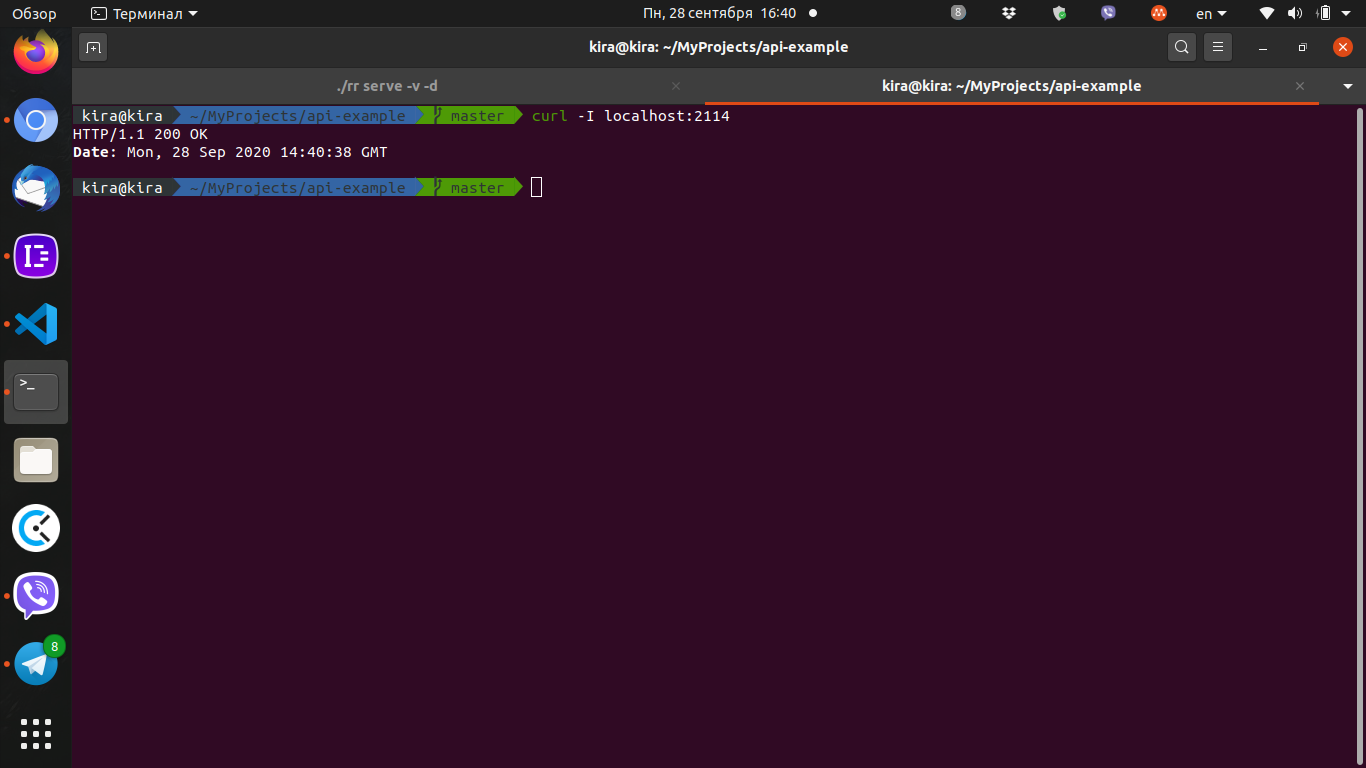 Обзор
Терминал
Пн, 28 сентября 16:40
8
en
kira@kira: ~/MyProjects/api-example
./rr serve -v -d
kira@kira: ~/MyProjects/api-example
kira@kira ~/MyProjects/api-example master curl -I localhost:2114
HTTP/1.1 200 OK
Date: Mon, 28 Sep 2020 14:40:38 GMT
kira@kira ~/MyProjects/api-example master
>_
8